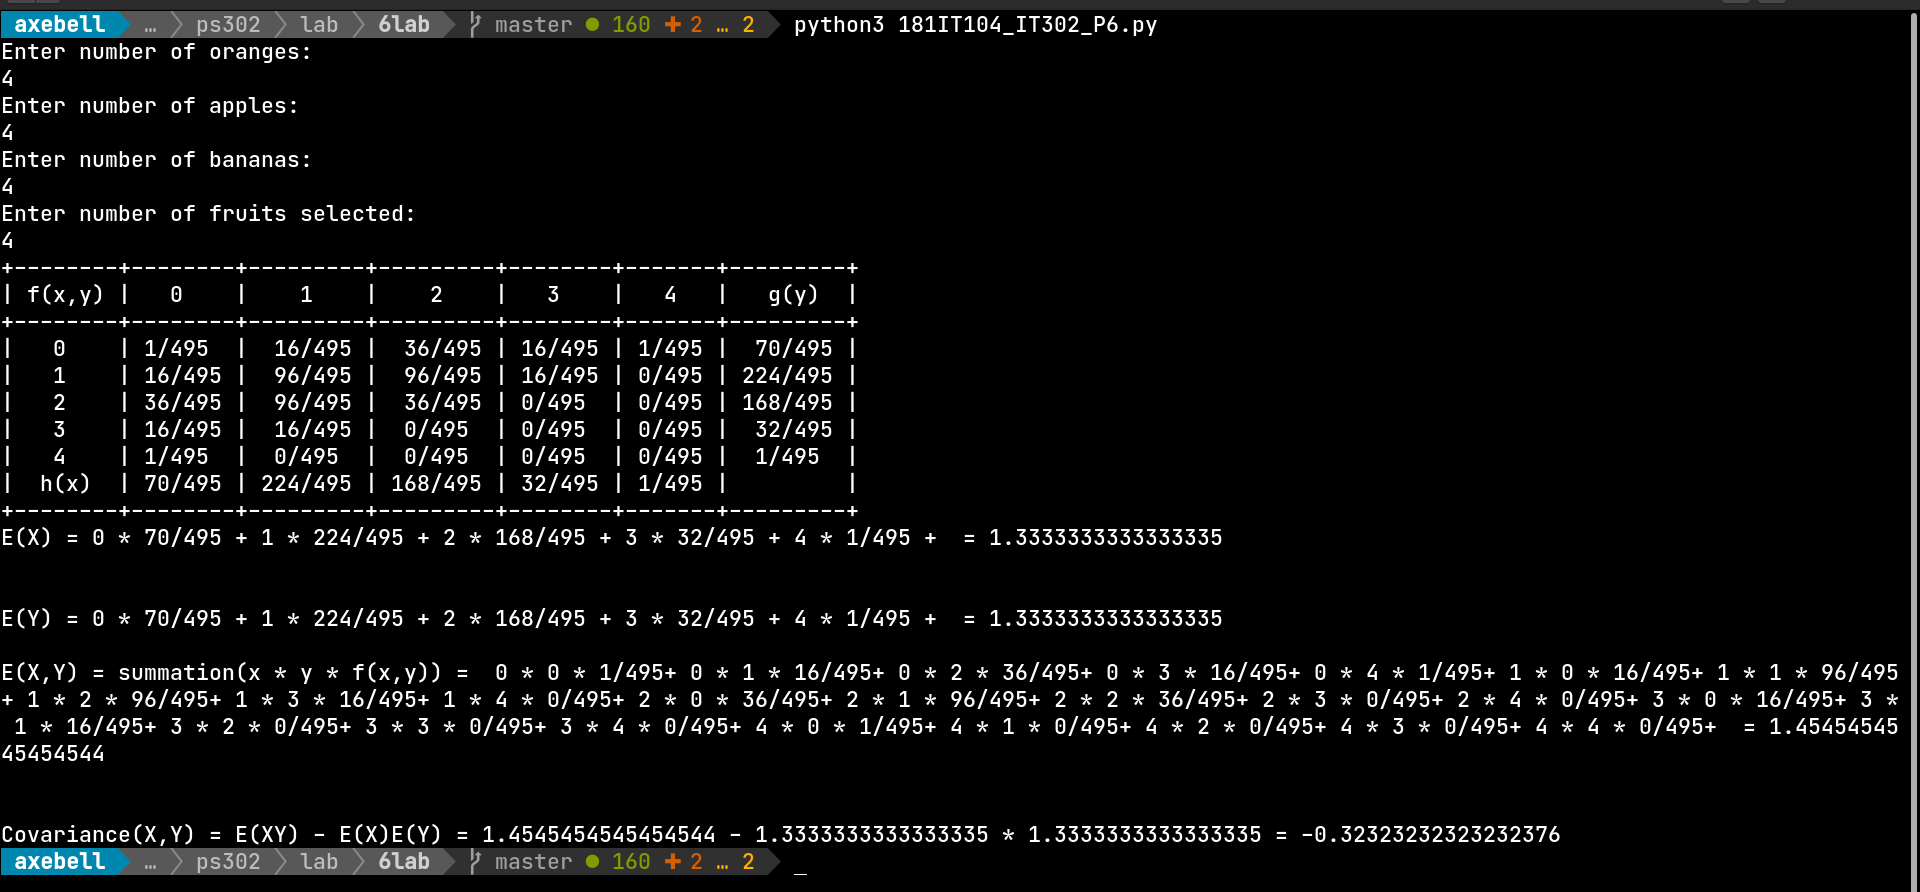 axebell … ps302 lab 6lab master ● 160 ✚ 2 … 2 python3 181IT104_IT302_P6.py
Enter number of oranges:
4
Enter number of apples:
4
Enter number of bananas:
4
Enter number of fruits selected:
4
+--------+--------+---------+---------+--------+-------+---------+
| f(x,y) |   0    |    1    |    2    |   3    |   4   |   g(y)  |
+--------+--------+---------+---------+--------+-------+---------+
|   0    | 1/495  |  16/495 |  36/495 | 16/495 | 1/495 |  70/495 |
|   1    | 16/495 |  96/495 |  96/495 | 16/495 | 0/495 | 224/495 |
|   2    | 36/495 |  96/495 |  36/495 | 0/495  | 0/495 | 168/495 |
|   3    | 16/495 |  16/495 |  0/495  | 0/495  | 0/495 |  32/495 |
|   4    | 1/495  |  0/495  |  0/495  | 0/495  | 0/495 |  1/495  |
|  h(x)  | 70/495 | 224/495 | 168/495 | 32/495 | 1/495 |         |
+--------+--------+---------+---------+--------+-------+---------+
E(X) = 0 * 70/495 + 1 * 224/495 + 2 * 168/495 + 3 * 32/495 + 4 * 1/495 +  = 1.3333333333333335
E(Y) = 0 * 70/495 + 1 * 224/495 + 2 * 168/495 + 3 * 32/495 + 4 * 1/495 +  = 1.3333333333333335
E(X,Y) = summation(x * y * f(x,y)) =  0 * 0 * 1/495+ 0 * 1 * 16/495+ 0 * 2 * 36/495+ 0 * 3 * 16/495+ 0 * 4 * 1/495+ 1 * 0 * 16/495+ 1 * 1 * 96/495
+ 1 * 2 * 96/495+ 1 * 3 * 16/495+ 1 * 4 * 0/495+ 2 * 0 * 36/495+ 2 * 1 * 96/495+ 2 * 2 * 36/495+ 2 * 3 * 0/495+ 2 * 4 * 0/495+ 3 * 0 * 16/495+ 3 *
 1 * 16/495+ 3 * 2 * 0/495+ 3 * 3 * 0/495+ 3 * 4 * 0/495+ 4 * 0 * 1/495+ 4 * 1 * 0/495+ 4 * 2 * 0/495+ 4 * 3 * 0/495+ 4 * 4 * 0/495+  = 1.45454545
45454544
Covariance(X,Y) = E(XY) - E(X)E(Y) = 1.4545454545454544 - 1.3333333333333335 * 1.3333333333333335 = -0.32323232323232376
axebell … ps302 lab 6lab master ● 160 ✚ 2 … 2 _